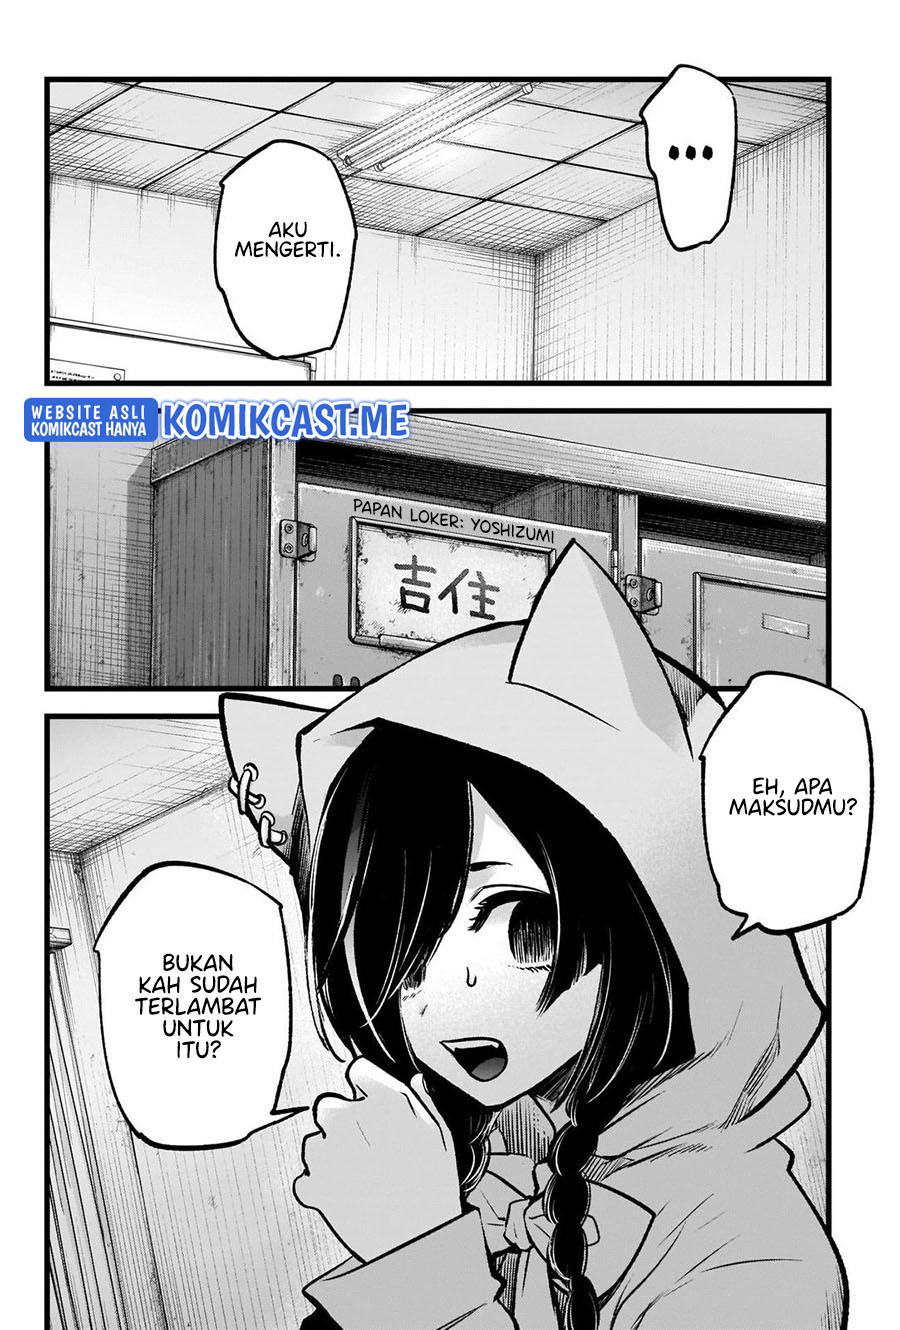 ...
AKU
MENGERTI.
WEBSITE ASLI
KOMIKCAST HANYA
KOMIKCAST.ME
PAPAN LOKER: YOSHIZUMI
吉住
EH, APA
MAKSUDMU?
BUKAN
KAH SUDAH
TERLAMBAT
UNTUK
ITU?